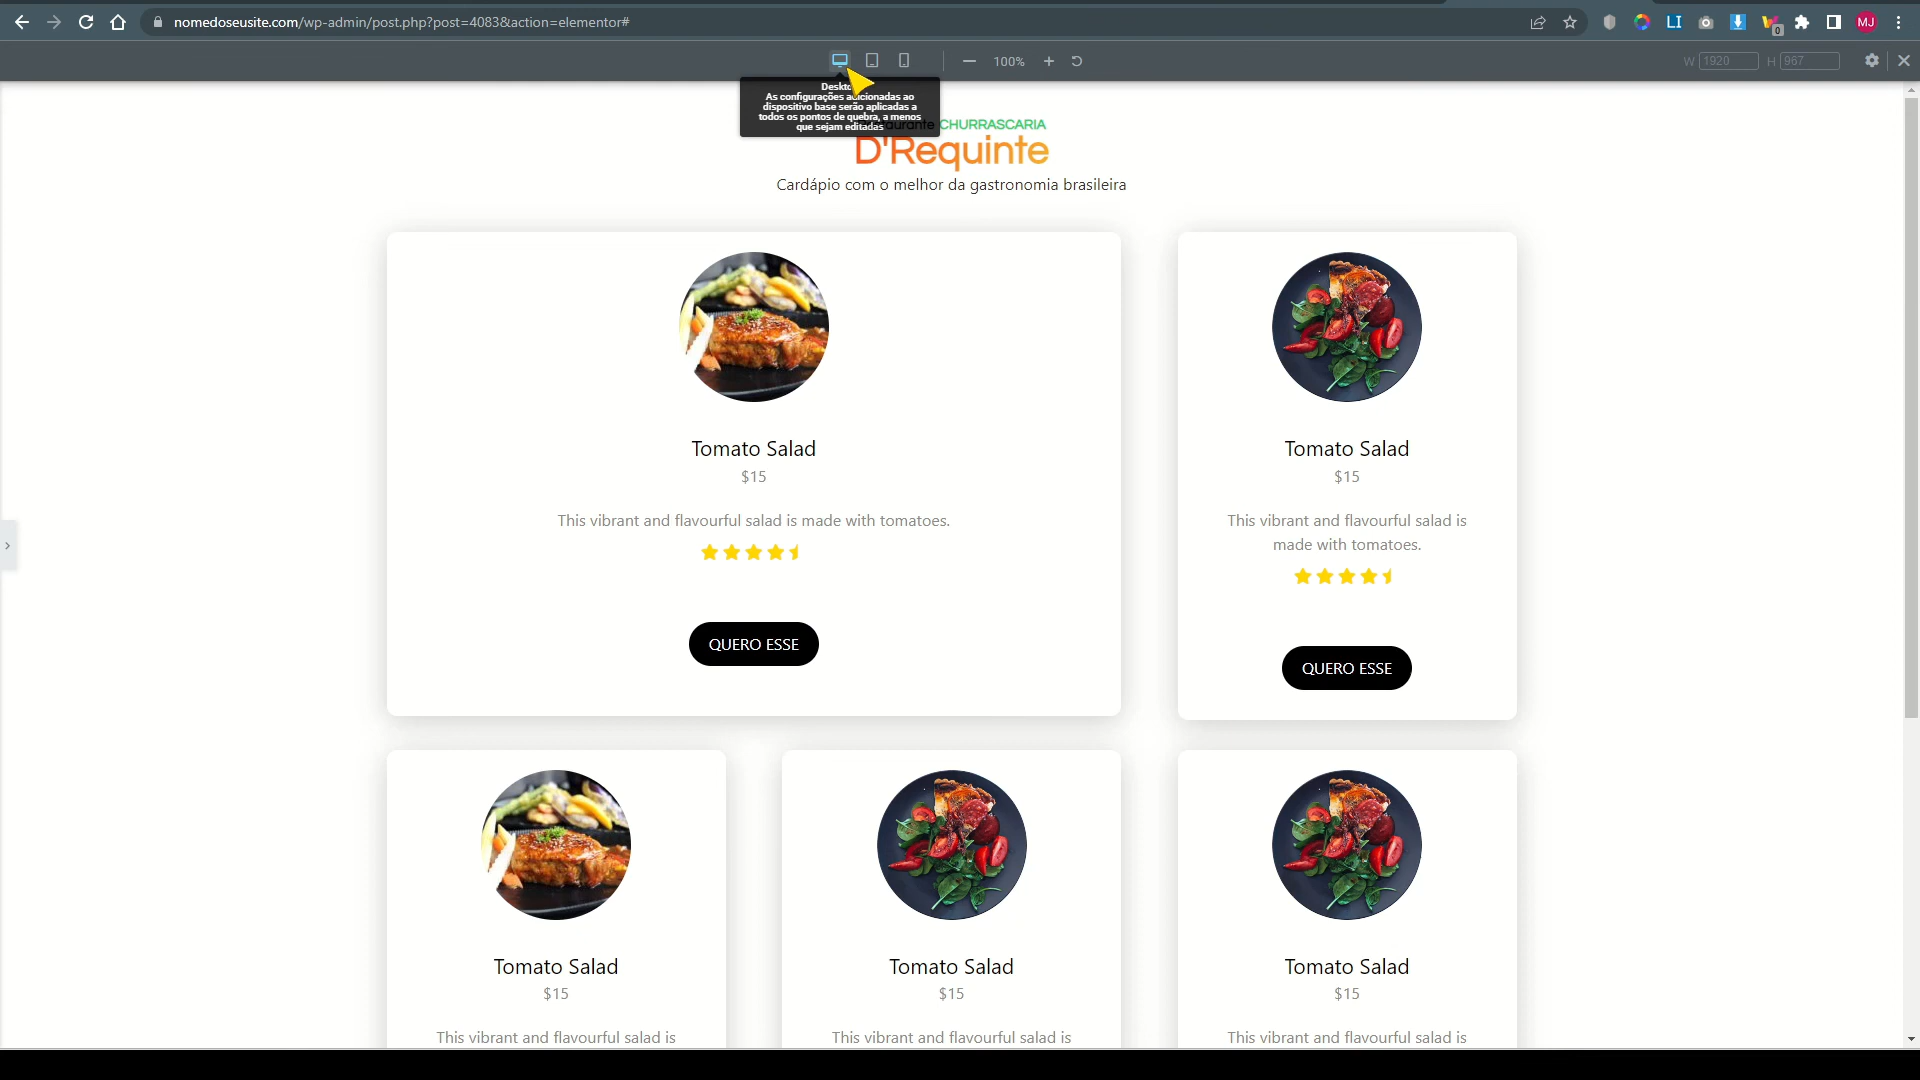 nomedoseusite.com/wp-admin/post.php?post=4083&action=elementor#
LI
0
MJ
100%
W 1920 H 967
As configurações adicionadas ao
dispositivo base serão aplicadas a
todos os pontos de quebra, a menos
que sejam editadas
CHURRASCARIA
D'Requinte
Cardápio com o melhor da gastronomia brasileira
Tomato Salad
$15
This vibrant and flavourful salad is made with tomatoes.
QUERO ESSE
Tomato Salad
$15
This vibrant and flavourful salad is
made with tomatoes.
QUERO ESSE
Tomato Salad
$15
This vibrant and flavourful salad is
Tomato Salad
$15
This vibrant and flavourful salad is
Tomato Salad
$15
This vibrant and flavourful salad is